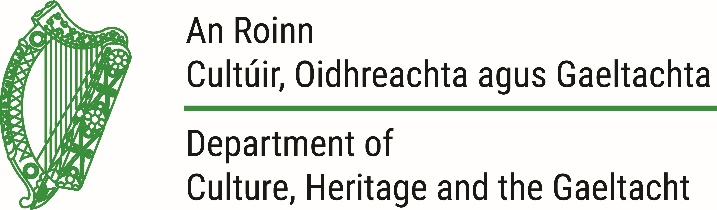 An Roinn
Cultúir, Oidhreachta agus Gaeltachta
Department of
Culture, Heritage and the Gaeltacht